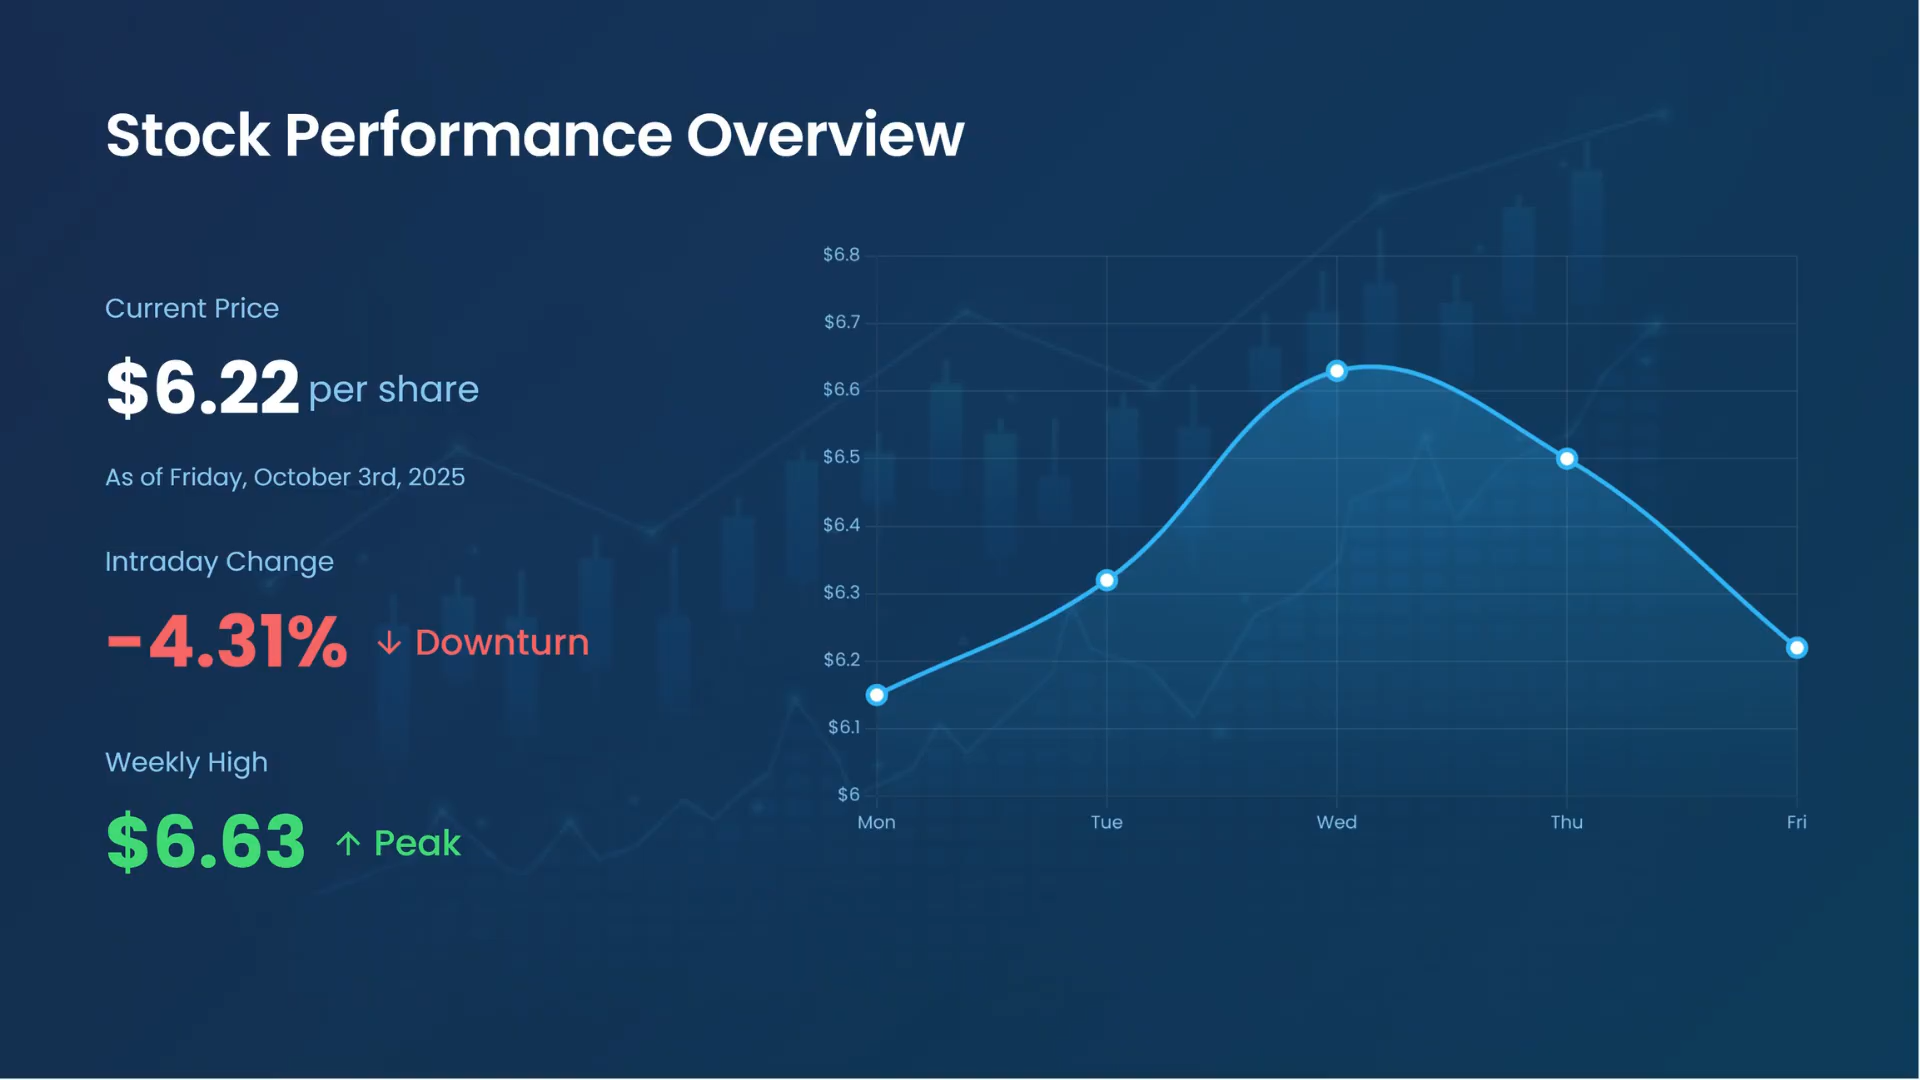 Stock Performance Overview
Current Price
$6.22 per share
As of Friday, October 3rd, 2025
Intraday Change
-4.31% ↓ Downturn
Weekly High
$6.63 ↑ Peak
$6.8
$6.7
$6.6
$6.5
$6.4
$6.3
$6.2
$6.1
$6
Mon Tue Wed Thu Fri